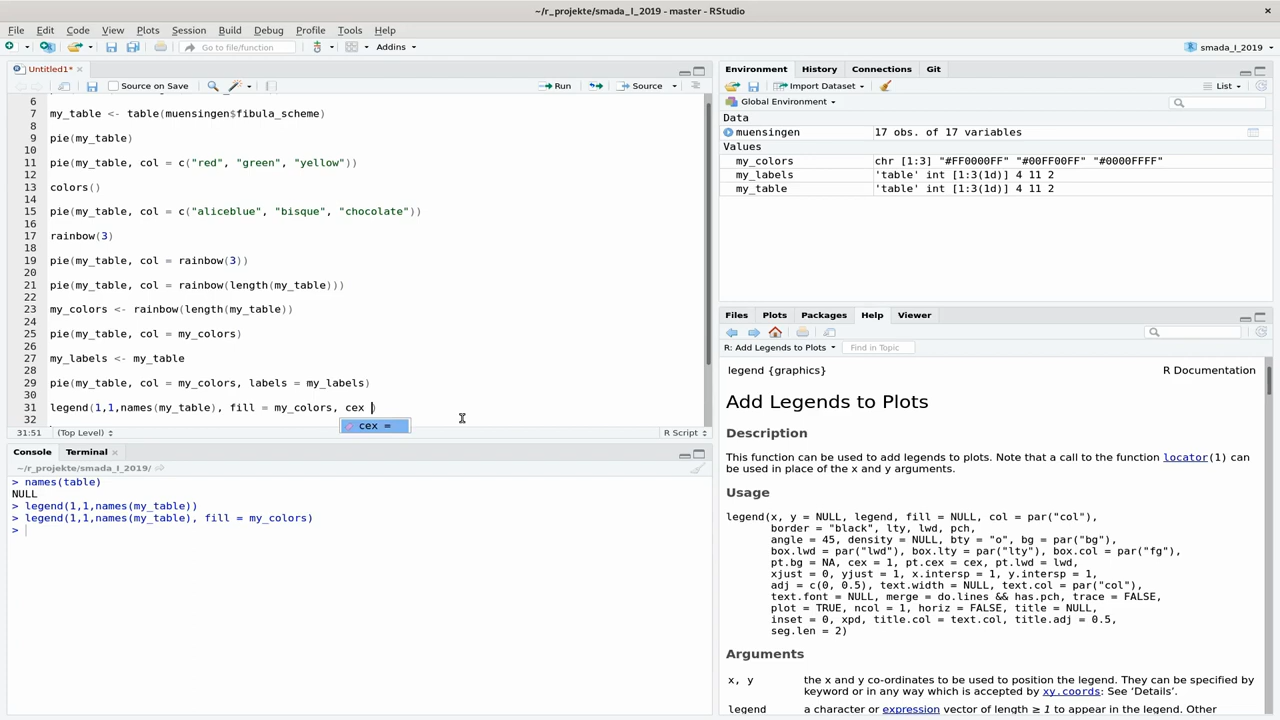 ~/r_projekte/smada_I_2019 - master - RStudio
File Edit Code View Plots Session Build Debug Profile Tools Help
Go to file/function Addins smada_I_2019
Untitled1*
Source on Save Run Source
6
7 my_table <- table(muensingen$fibula_scheme)
8
9 pie(my_table)
10
11 pie(my_table, col = c("red", "green", "yellow"))
12
13 colors()
14
15 pie(my_table, col = c("aliceblue", "bisque", "chocolate"))
16
17 rainbow(3)
18
19 pie(my_table, col = rainbow(3))
20
21 pie(my_table, col = rainbow(length(my_table)))
22
23 my_colors <- rainbow(length(my_table))
24
25 pie(my_table, col = my_colors)
26
27 my_labels <- my_table
28
29 pie(my_table, col = my_colors, labels = my_labels)
30
31 legend(1,1,names(my_table), fill = my_colors, cex )
32
cex =
31:51 (Top Level) R Script
Console Terminal
~/r_projekte/smada_I_2019/
> names(table)
NULL
> legend(1,1,names(my_table))
> legend(1,1,names(my_table), fill = my_colors)
>
Environment History Connections Git
Import Dataset List
Global Environment
Data
muensingen 17 obs. of 17 variables
Values
my_colors chr [1:3] "#FF0000FF" "#00FF00FF" "#0000FFFF"
my_labels 'table' int [1:3(1d)] 4 11 2
my_table 'table' int [1:3(1d)] 4 11 2
Files Plots Packages Help Viewer
R: Add Legends to Plots Find in Topic
legend {graphics} R Documentation
Add Legends to Plots
Description
This function can be used to add legends to plots. Note that a call to the function locator(1) can
be used in place of the x and y arguments.
Usage
legend(x, y = NULL, legend, fill = NULL, col = par("col"),
border = "black", lty, lwd, pch,
angle = 45, density = NULL, bty = "o", bg = par("bg"),
box.lwd = par("lwd"), box.lty = par("lty"), box.col = par("fg"),
pt.bg = NA, cex = 1, pt.cex = cex, pt.lwd = lwd,
xjust = 0, yjust = 1, x.intersp = 1, y.intersp = 1,
adj = c(0, 0.5), text.width = NULL, text.col = par("col"),
text.font = NULL, merge = do.lines && has.pch, trace = FALSE,
plot = TRUE, ncol = 1, horiz = FALSE, title = NULL,
inset = 0, xpd, title.col = text.col, title.adj = 0.5,
seg.len = 2)
Arguments
x, y the x and y co-ordinates to be used to position the legend. They can be specified by
keyword or in any way which is accepted by xy.coords: See ‘Details’.
legend a character or expression vector of length ≥ 1 to appear in the legend. Other